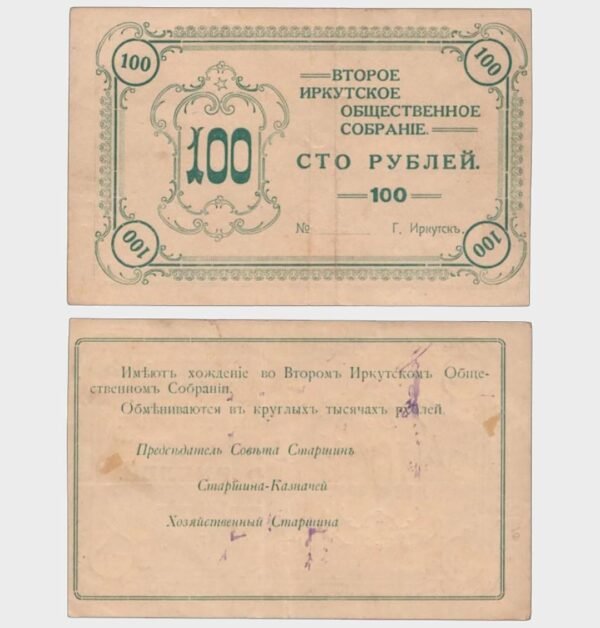 100
100
ВТОРОЕ
ИРКУТСКОЕ
ОБЩЕСТВЕННОЕ
СОБРАНІЕ.
100
СТО РУБЛЕЙ.
100
№ Г. Иркутскъ.
100
100
Имѣютъ хожденіе во Второмъ Иркутскомъ Обще-
ственномъ Собраніи.
Обмѣниваются въ круглыхъ тысячахъ рублей.
Предсѣдатель Совѣта Старшинъ
Старшина-Казначей
Хозяйственный Старшина